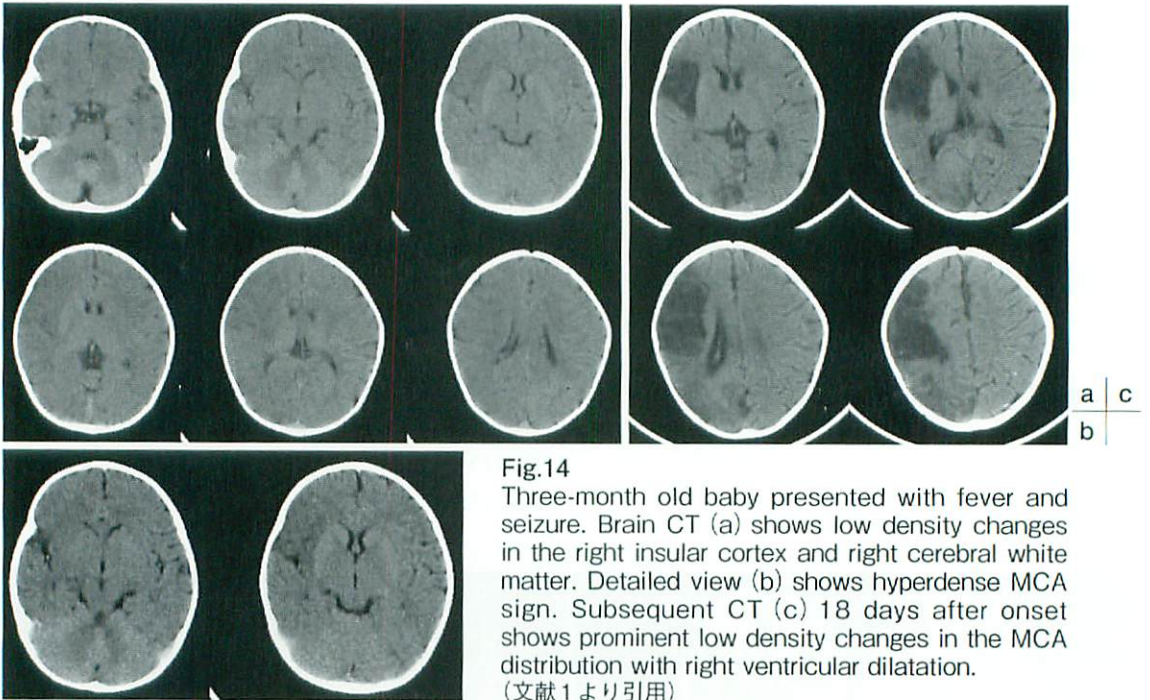 a c
b
Fig.14
Three-month old baby presented with fever and
seizure. Brain CT (a) shows low density changes
in the right insular cortex and right cerebral white
matter. Detailed view (b) shows hyperdense MCA
sign. Subsequent CT (c) 18 days after onset
shows prominent low density changes in the MCA
distribution with right ventricular dilatation.
(文献1より引用)